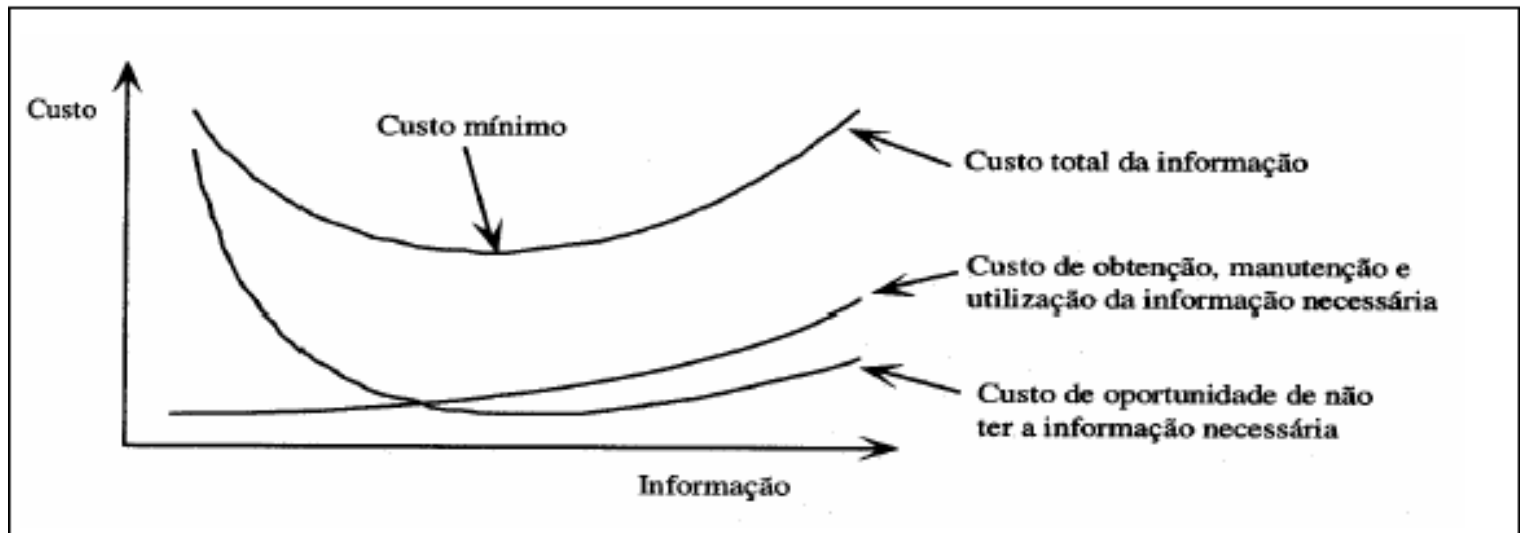 Custo
Custo mínimo
Custo total da informação
Custo de obtenção, manutenção e
utilização da informação necessária
Custo de oportunidade de não
ter a informação necessária
Informação